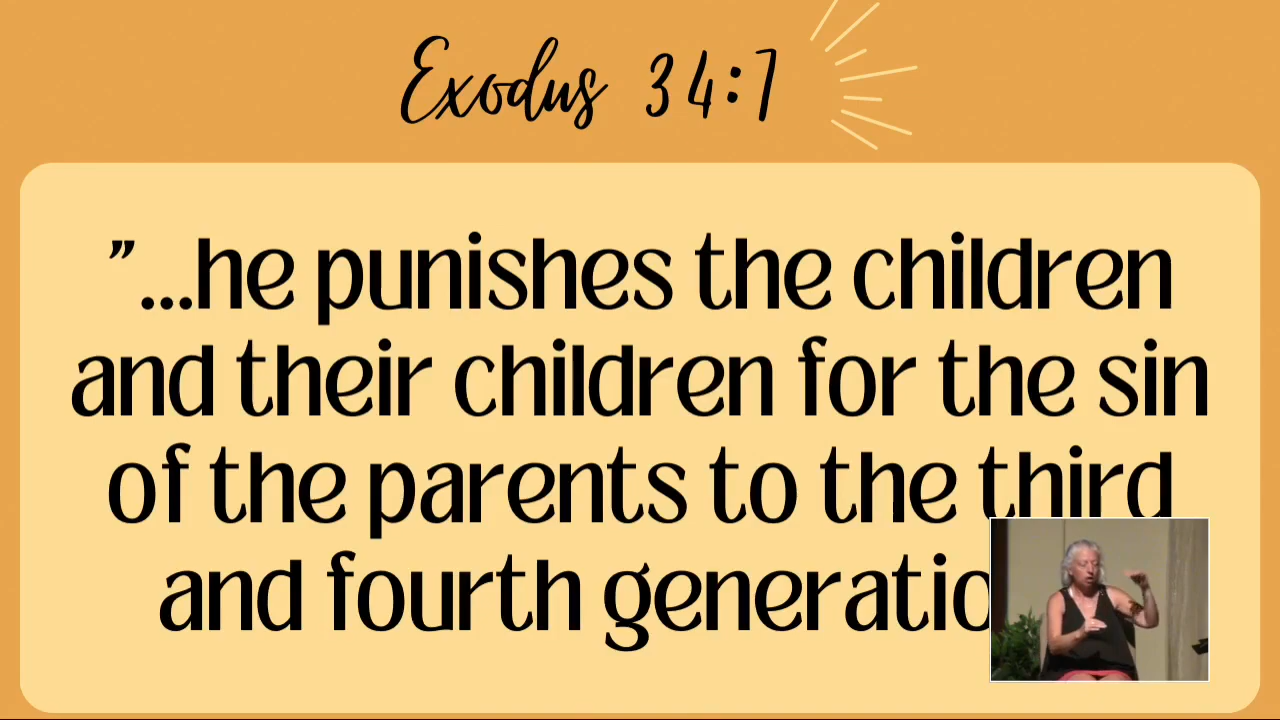 Exodus 34:7
”...he punishes the children
and their children for the sin
of the parents to the third
and fourth